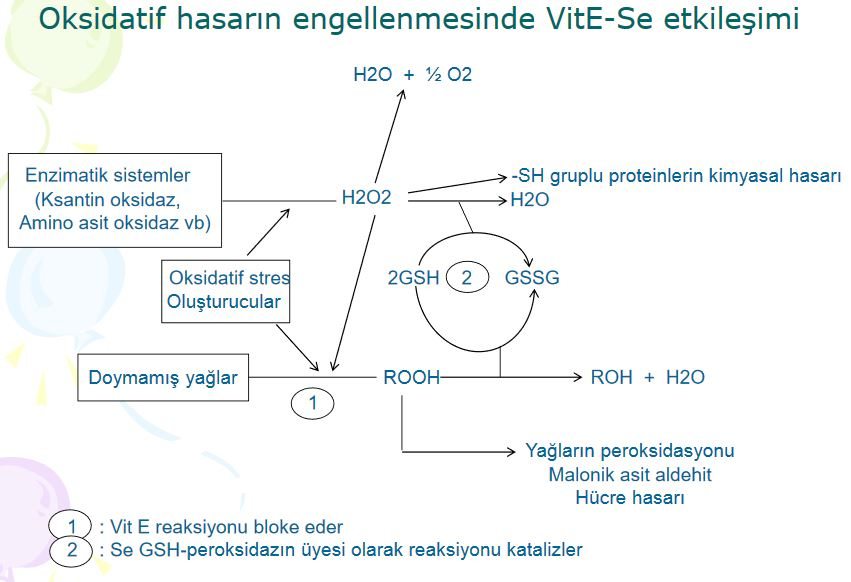 Oksidatif hasarın engellenmesinde VitE-Se etkileşimi
H2O + ½ O2
Enzimatik sistemler
(Ksantin oksidaz,
Amino asit oksidaz vb)
H2O2
-SH gruplu proteinlerin kimyasal hasarı
H2O
Oksidatif stres
Oluşturucular
2GSH 2 GSSG
Doymamış yağlar
ROOH
ROH + H2O
1
Yağların peroksidasyonu
Malonik asit aldehit
Hücre hasarı
1 : Vit E reaksiyonu bloke eder
2 : Se GSH-peroksidazın üyesi olarak reaksiyonu katalizler